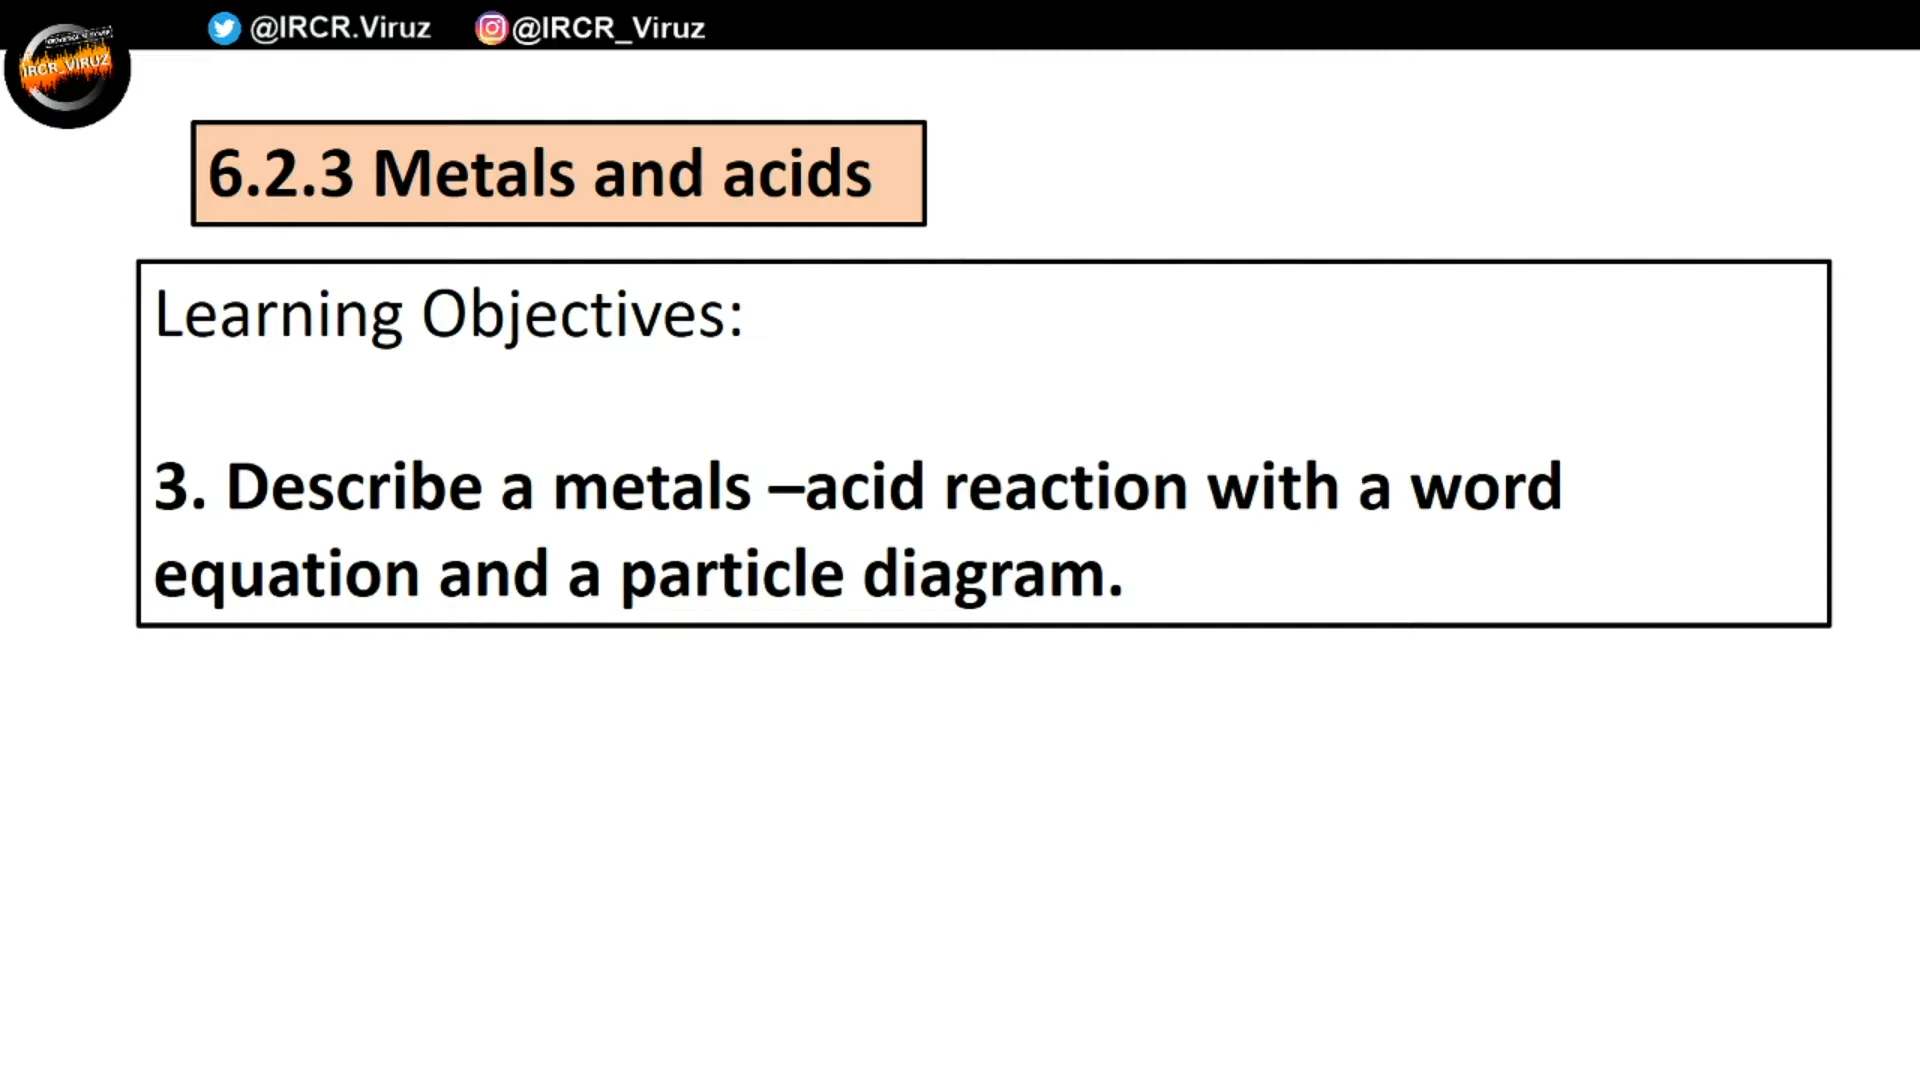 @IRCR.Viruz @IRCR_Viruz
IRCR_VIRUZ
6.2.3 Metals and acids
Learning Objectives:
3. Describe a metals –acid reaction with a word
equation and a particle diagram.